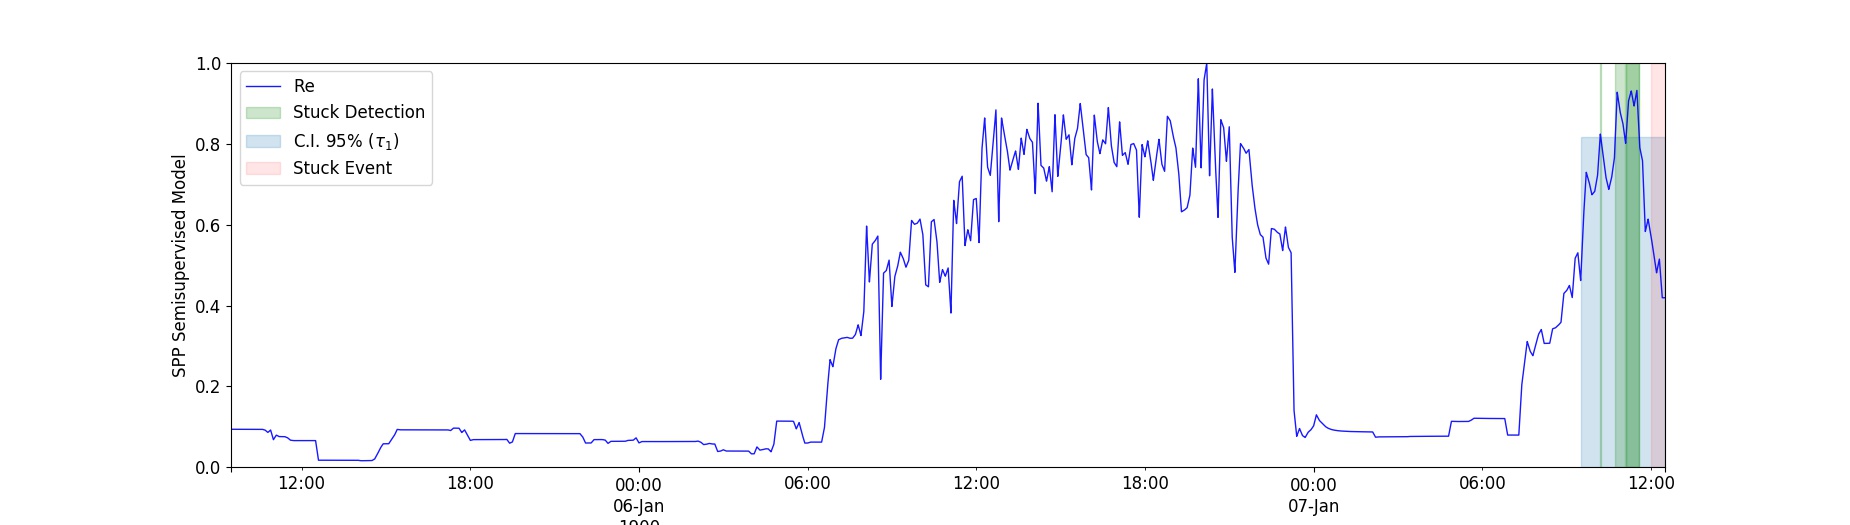 1.0
0.8
0.6
0.4
0.2
0.0
SPP Semisupervised Model
Re
Stuck Detection
C.I. 95% (τ₁)
Stuck Event
12:00
18:00
00:00
06:00
12:00
18:00
00:00
06:00
12:00
06-Jan
07-Jan
1900